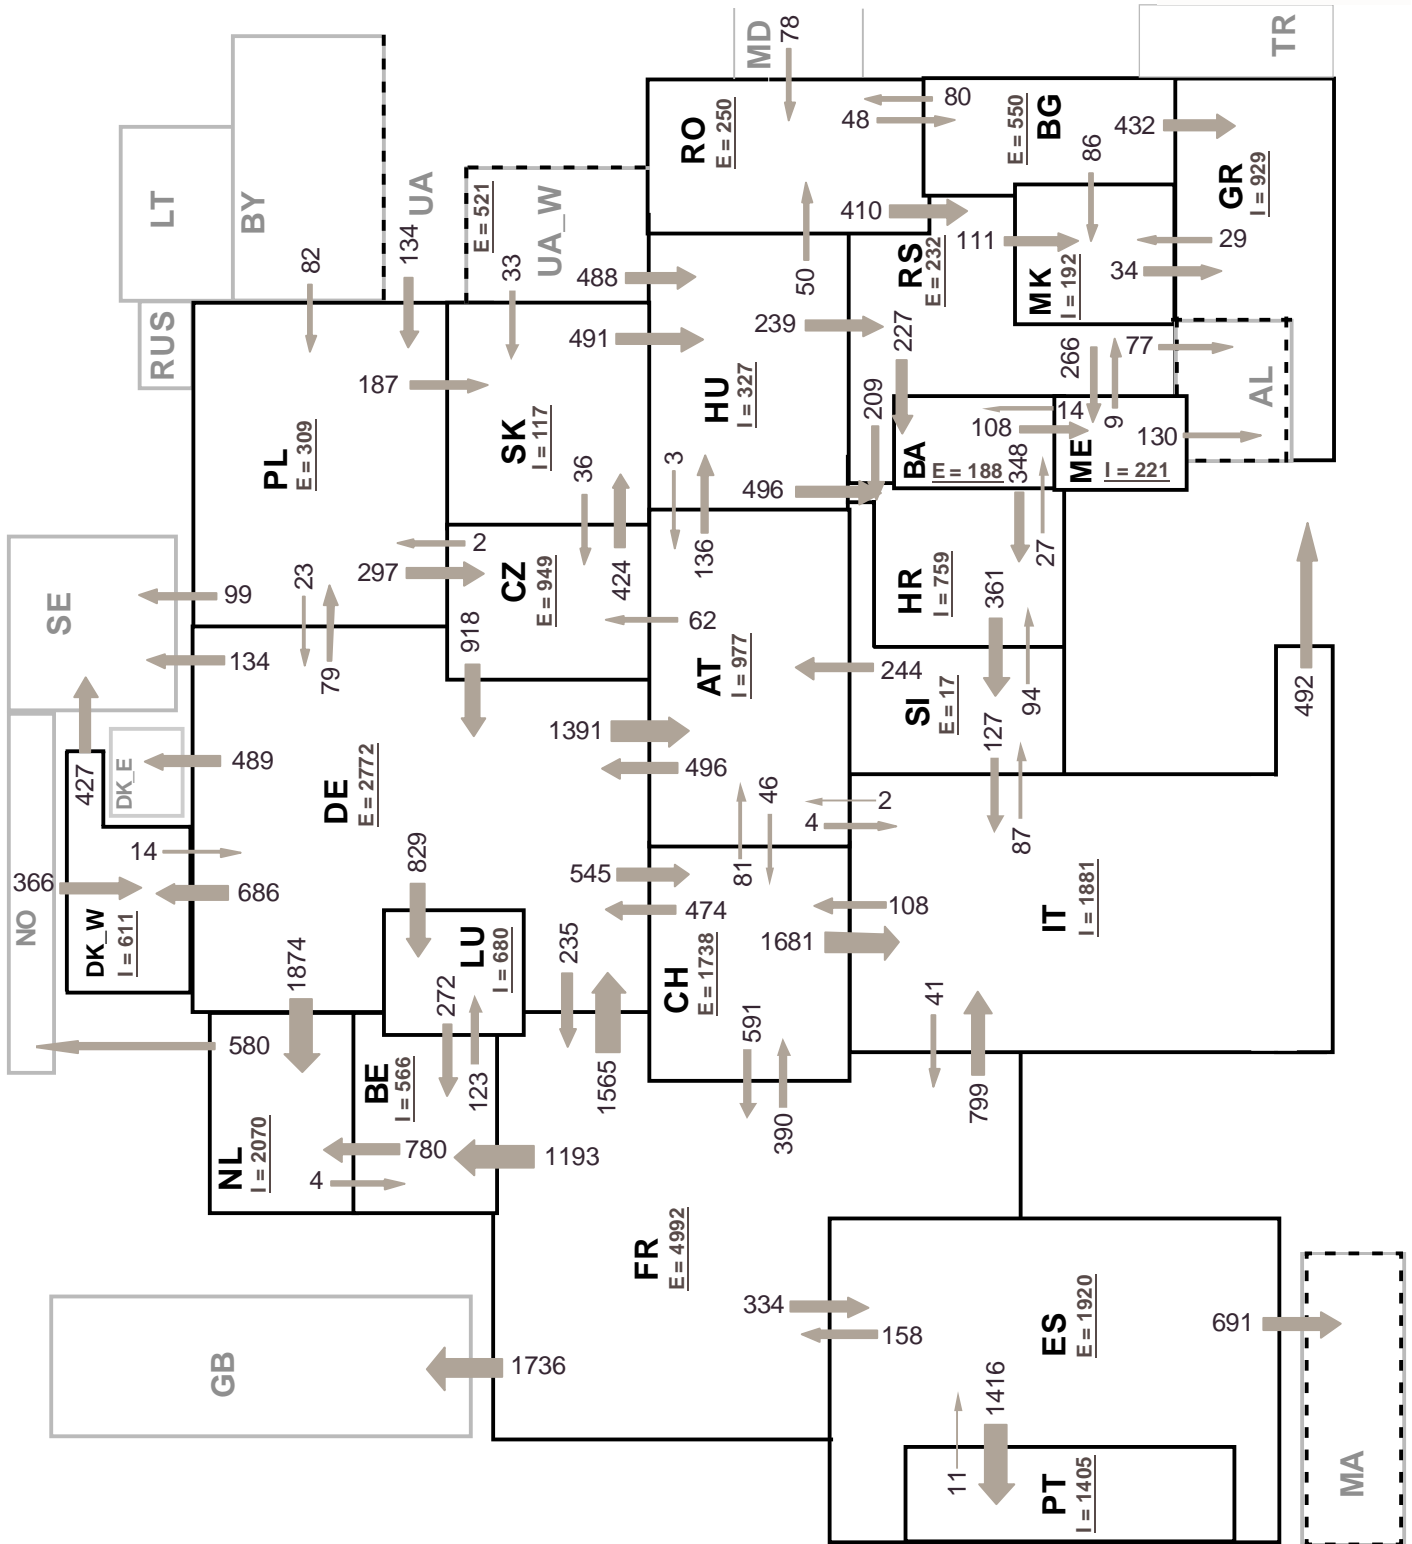 78
MD
TR
80
48
RO
E = 250
E = 550
BG
432
86
GR
I = 929
LT
BY
UA
134
82
E = 521
UA_W
33
488
410
50
RS
E = 232
111
MK
I = 192
29
34
RUS
187
491
239
227
209
266
77
AL
HU
I = 327
PL
E = 309
SK
I = 117
36
3
496
BA
E = 188
108
14
9
348
ME
I = 221
130
27
2
297
23
79
CZ
E = 949
424
136
HR
I = 759
361
SE
99
134
918
62
AT
I = 977
244
SI
E = 17
94
127
492
427
DK_E
489
DE
E = 2772
1391
496
46
81
2
4
87
14
366
686
NO
DK_W
I = 611
829
LU
I = 680
545
474
235
CH
E = 1738
108
1681
IT
I = 1881
1874
580
272
123
BE
I = 566
1565
591
390
41
799
NL
I = 2070
780
4
1193
FR
E = 4992
334
158
ES
E = 1920
691
GB
1736
11
1416
PT
I = 1405
MA